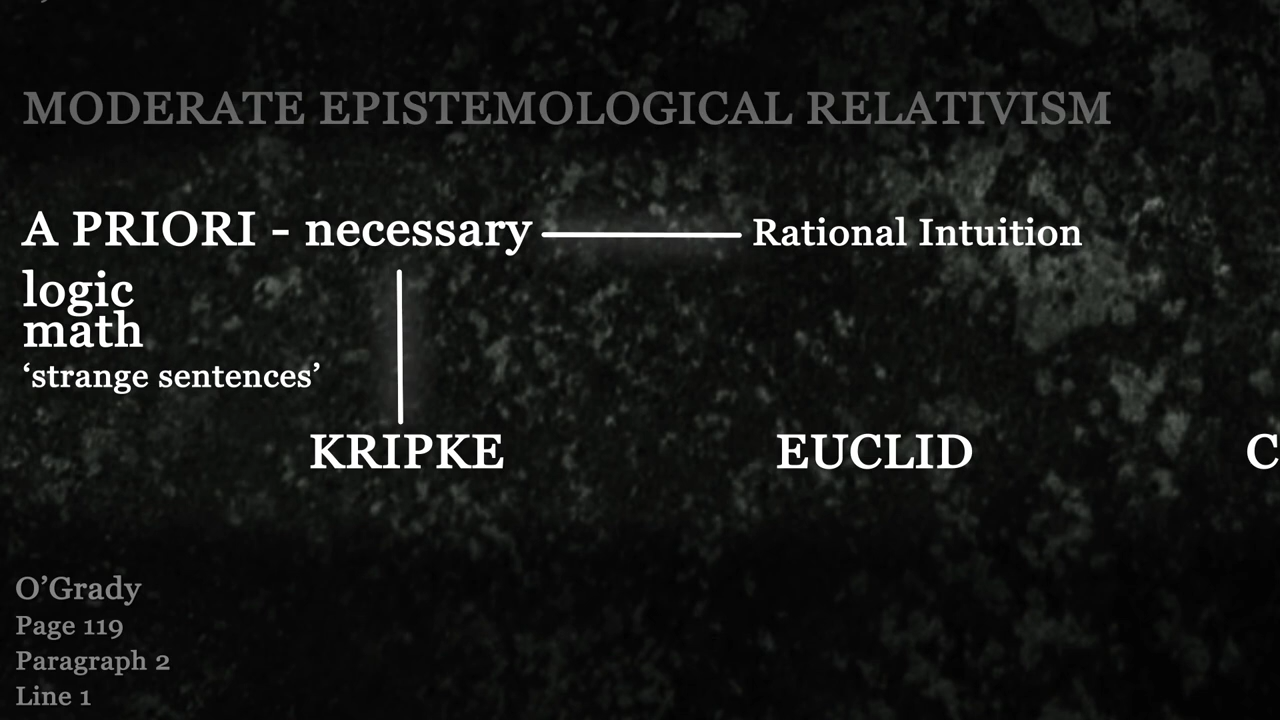 MODERATE EPISTEMOLOGICAL RELATIVISM
A PRIORI - necessary Rational Intuition
logic
math
‘strange sentences’
KRIPKE EUCLID C
O’Grady
Page 119
Paragraph 2
Line 1